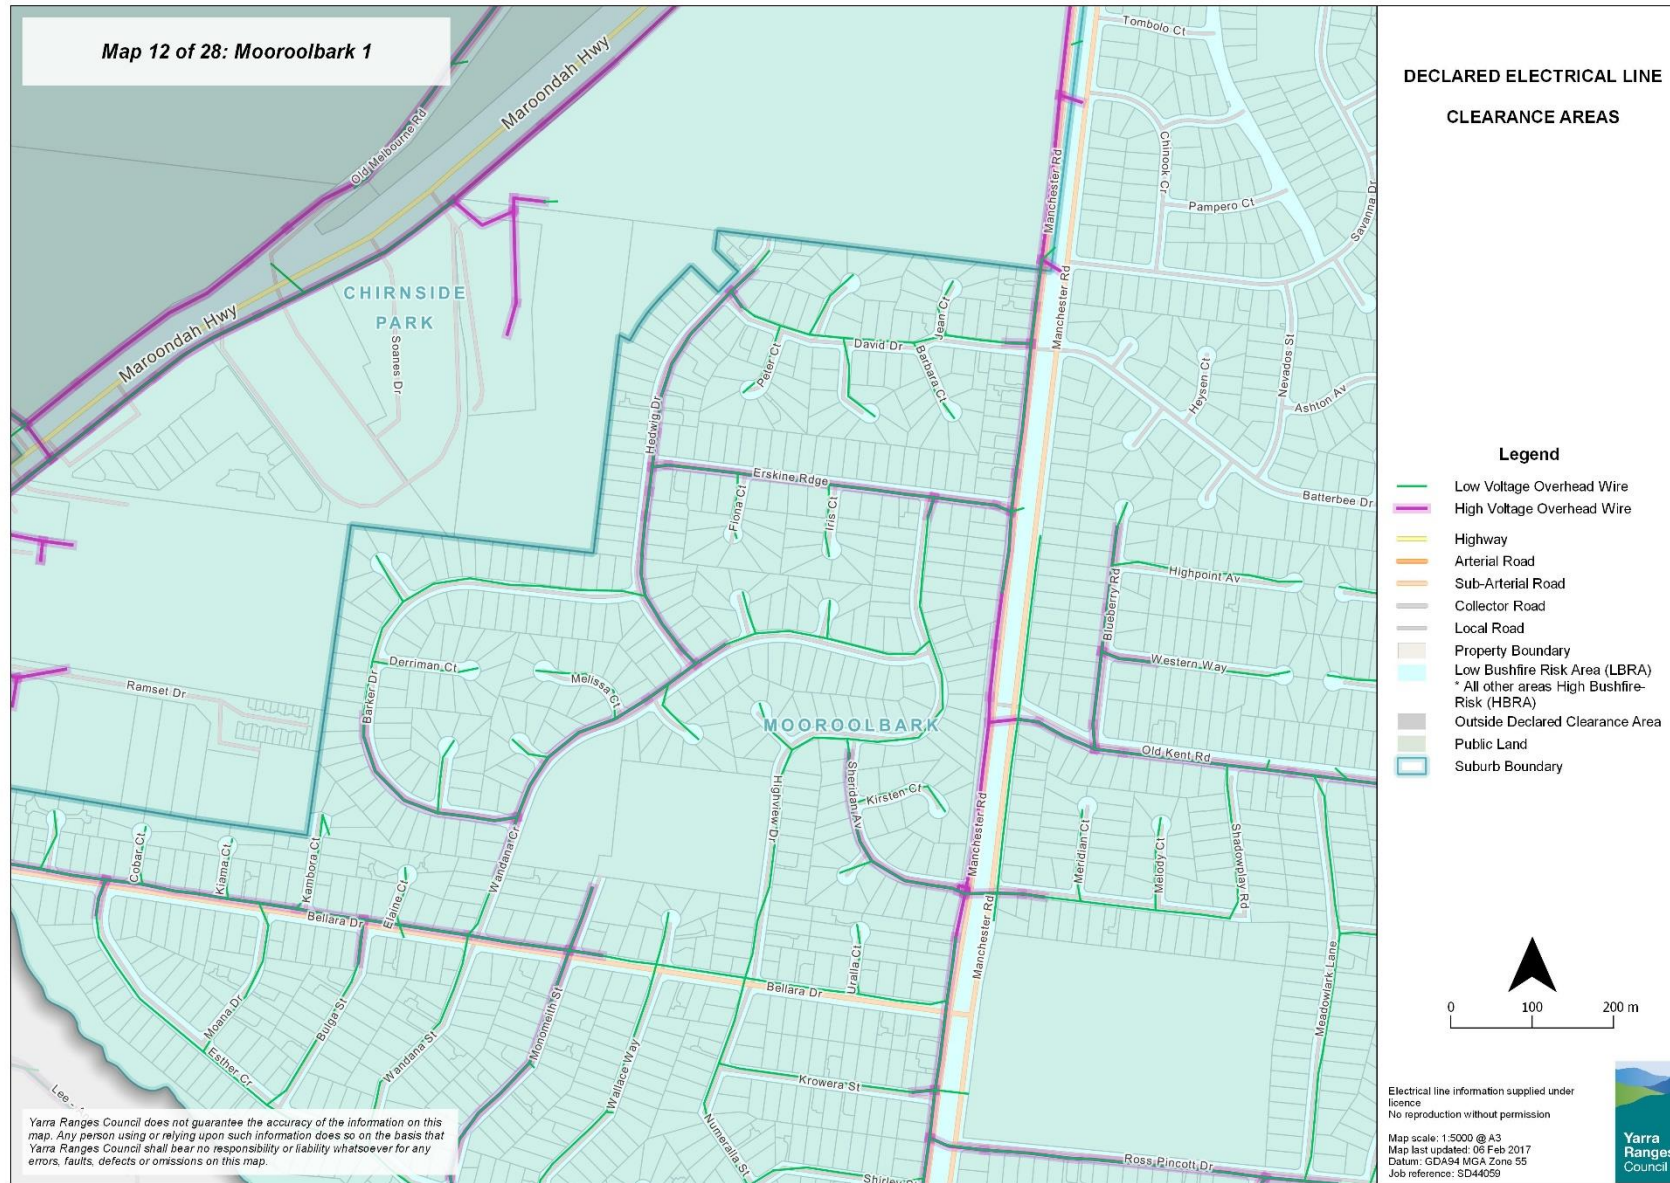 Map 12 of 28: Mooroolbark 1
Maroondah Hwy
Old Melbourne Rd
Maroondah Hwy
CHIRNSIDE
PARK
Soanes Dr
Tombolo Ct
Chinook Cr
Pampero Ct
Savanna Dr
Manchester Rd
Manchester Rd
Jean Ct
David Dr
Peter Ct
Barbara Ct
Hedwig Dr
Heysen Ct
Nevados St
Ashton Av
Batterbee Dr
Erskine Rdge
Fiona Ct
Iris Ct
Highpoint Av
Blueberry Rd
Western Way
Derriman Ct
Melissa Ct
Barker Dr
Ramset Dr
MOOROOLBARK
Old Kent Rd
Sheridan Av
Kirsten Ct
Highview Dr
Manchester Rd
Meridian Ct
Melody Ct
Shadowplay Rd
Cobar Ct
Kiama Ct
Kambora Ct
Elaine Ct
Wandana Cr
Bellara Dr
Manchester Rd
Meadowlark Lane
Uralla Ct
Bellara Dr
Moana Dr
Bulga St
Wandana St
Monomeith St
Wallace Way
Esther Cr
Krowera St
Numeralla St
Ross Pincott Dr
Yarra Ranges Council does not guarantee the accuracy of the information on this
map. Any person using or relying upon such information does so on the basis that
Yarra Ranges Council shall bear no responsibility or liability whatsoever for any
errors, faults, defects or omissions on this map.
DECLARED ELECTRICAL LINE
CLEARANCE AREAS
Legend
Low Voltage Overhead Wire
High Voltage Overhead Wire
Highway
Arterial Road
Sub-Arterial Road
Collector Road
Local Road
Property Boundary
Low Bushfire Risk Area (LBRA)
* All other areas High Bushfire-
Risk (HBRA)
Outside Declared Clearance Area
Public Land
Suburb Boundary
0 100 200 m
Electrical line information supplied under
licence
No reproduction without permission
Map scale: 1:5000 @ A3
Map last updated: 06 Feb 2017
Datum: GDA94 MGA Zone 55
Job reference: SD44059
Yarra
Ranges
Council